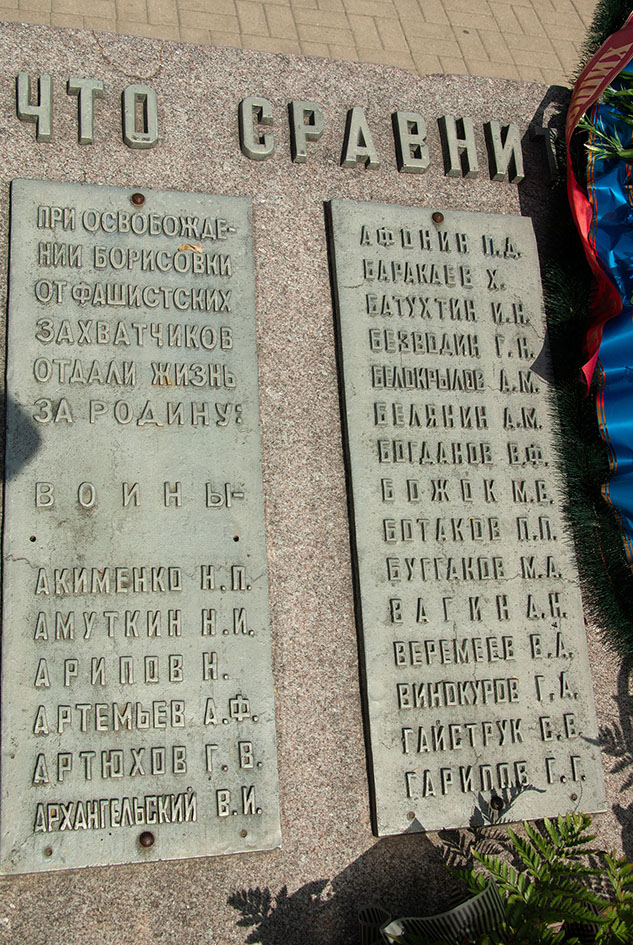 ЧТО СРАВНИТ
ПРИ ОСВОБОЖДЕ-
НИИ БОРИСОВКИ
ОТ ФАШИСТСКИХ
ЗАХВАТЧИКОВ
ОТДАЛИ ЖИЗНЬ
ЗА РОДИНУ:
ВОИНЫ-
АКИМЕНКО Н.П.
АМУТКИН Н.И.
АРИПОВ Н.
АРТЕМЬЕВ А.Ф.
АРТЮХОВ Г.В.
АРХАНГЕЛЬСКИЙ В.И.
АФОНИН П.Д.
БАРАКАЕВ Х.
БАТУХТИН И.Н.
БЕЗВОДИН Г.Н.
БЕЛОКРЫЛОВ А.М.
БЕЛЯНИН А.М.
БОГДАНОВ В.Ф.
БОЖОК М.Е.
БОТАКОВ П.П.
БУГГАКОВ М.А.
ВАГИН А.Н.
ВЕРЕМЕЕВ В.А.
ВИНОКУРОВ Г.А.
ГАЙСТРУК Е.Е.
ГАРИПОВ Г.Г.